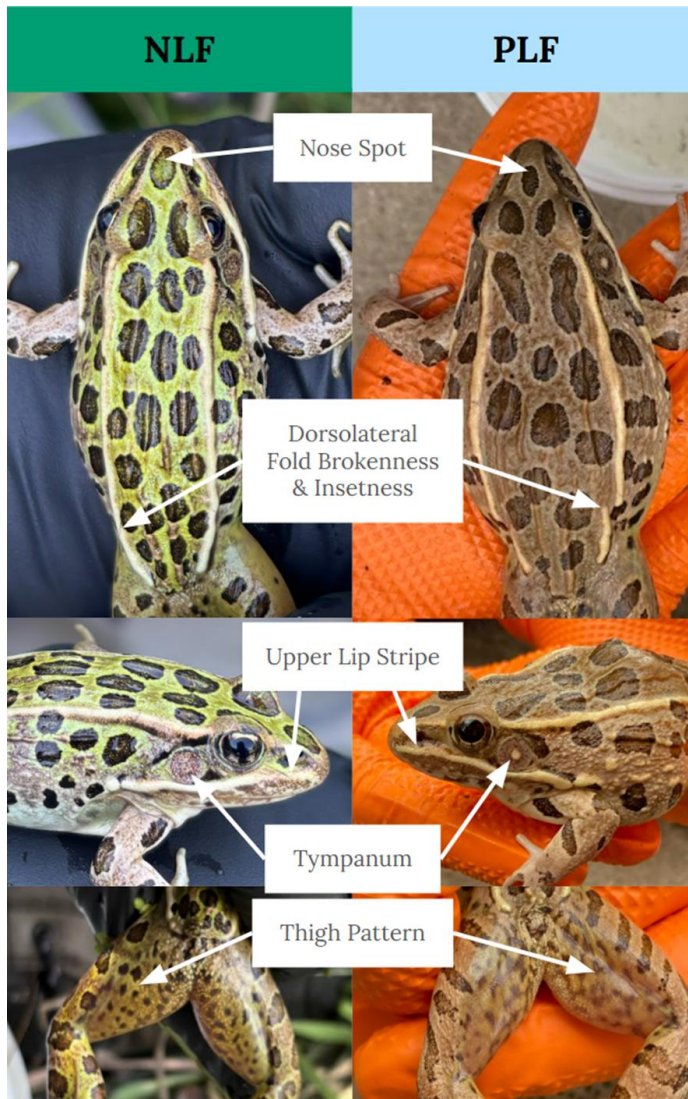 NLF
PLF
Nose Spot
Dorsolateral
Fold Brokenness
& Insetness
Upper Lip Stripe
Tympanum
Thigh Pattern